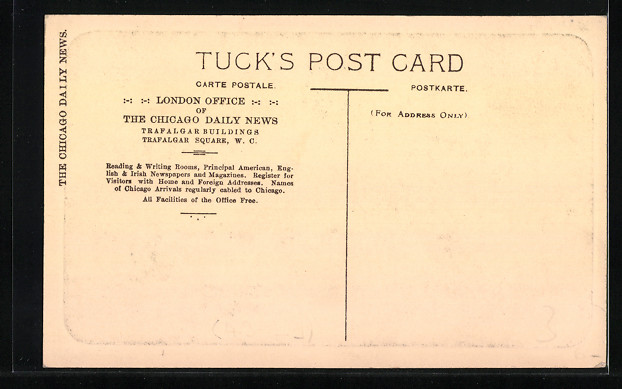 THE CHICAGO DAILY NEWS.
TUCK'S POST CARD
CARTE POSTALE.
POSTKARTE.
:-: :-: LONDON OFFICE :-: :-:
OF
THE CHICAGO DAILY NEWS
TRAFALGAR BUILDINGS
TRAFALGAR SQUARE, W. C.
Reading & Writing Rooms, Principal American, Eng-
lish & Irish Newspapers and Magazines. Register for
Visitors with Home and Foreign Addresses. Names
of Chicago Arrivals regularly cabled to Chicago.
All Facilities of the Office Free.
(FOR ADDRESS ONLY)